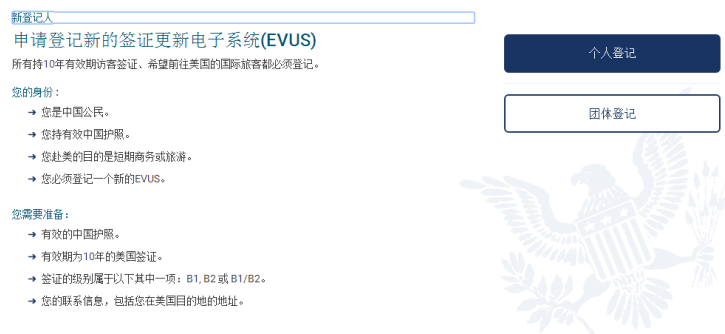 新登记人
申请登记新的签证更新电子系统(EVUS)
所有持10年有效期访客签证、希望前往美国的国际旅客都必须登记。
您的身份：
➔ 您是中国公民。
➔ 您持有效中国护照。
➔ 您赴美的目的是短期商务或旅游。
➔ 您必须登记一个新的EVUS。
您需要准备：
➔ 有效的中国护照。
➔ 有效期为10年的美国签证。
➔ 签证的级别属于以下其中一项：B1, B2 或 B1/B2。
➔ 您的联系信息，包括您在美国目的地的地址。
个人登记
团体登记